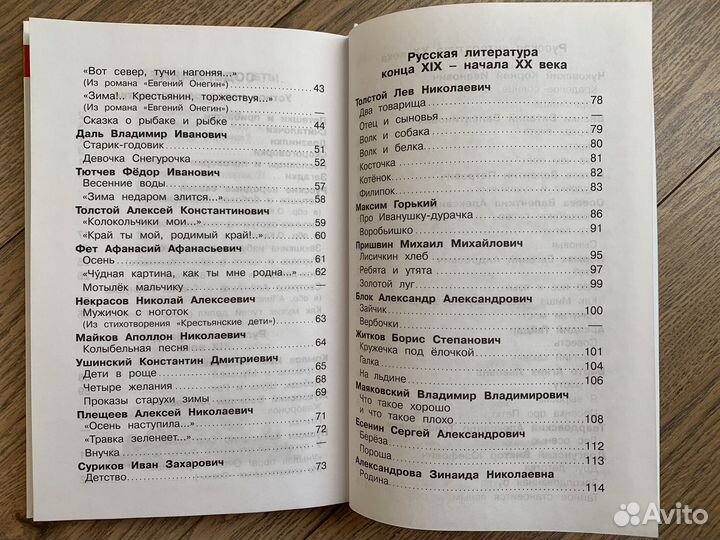 «Вот север, тучи нагоняя...»
(Из романа «Евгений Онегин») 43
«Зима!.. Крестьянин, торжествуя...»
(Из романа «Евгений Онегин») —
Сказка о рыбаке и рыбке 44
Даль Владимир Иванович
Старик-годовик 51
Девочка Снегурочка 52
Тютчев Фёдор Иванович
Весенние воды 57
«Зима недаром злится...» 58
Толстой Алексей Константинович
«Колокольчики мои...» 59
«Край ты мой, родимый край!..» 60
Фет Афанасий Афанасьевич
Осень 61
«Чу́дная картина, как ты мне родна...» 62
Мотылёк мальчику —
Некрасов Николай Алексеевич
Мужичок с ноготок
(Из стихотворения «Крестьянские дети») 63
Майков Аполлон Николаевич
Колыбельная песня 64
Ушинский Константин Дмитриевич
Дети в роще 65
Четыре желания 68
Проказы старухи зимы 69
Плещеев Алексей Николаевич
«Осень наступила...» 71
«Травка зеленеет...» 72
Внучка —
Суриков Иван Захарович
Детство 73
Русская литература
конца XIX – начала XX века
Толстой Лев Николаевич
Два товарища 78
Отец и сыновья —
Волк и собака 79
Волк и белка 80
Косточка 81
Котёнок 82
Филипок 83
Максим Горький
Про Иванушку-дурачка 86
Воробьишко 91
Пришвин Михаил Михайлович
Лисичкин хлеб 95
Ребята и утята 97
Золотой луг 99
Блок Александр Александрович
Зайчик 100
Вербочки —
Житков Борис Степанович
Кружечка под ёлочкой 101
Галка 104
На льдине 106
Маяковский Владимир Владимирович
Что такое хорошо
и что такое плохо 108
Есенин Сергей Александрович
Берёза 112
Пороша 113
Александрова Зинаида Николаевна
Родина 114
Avito